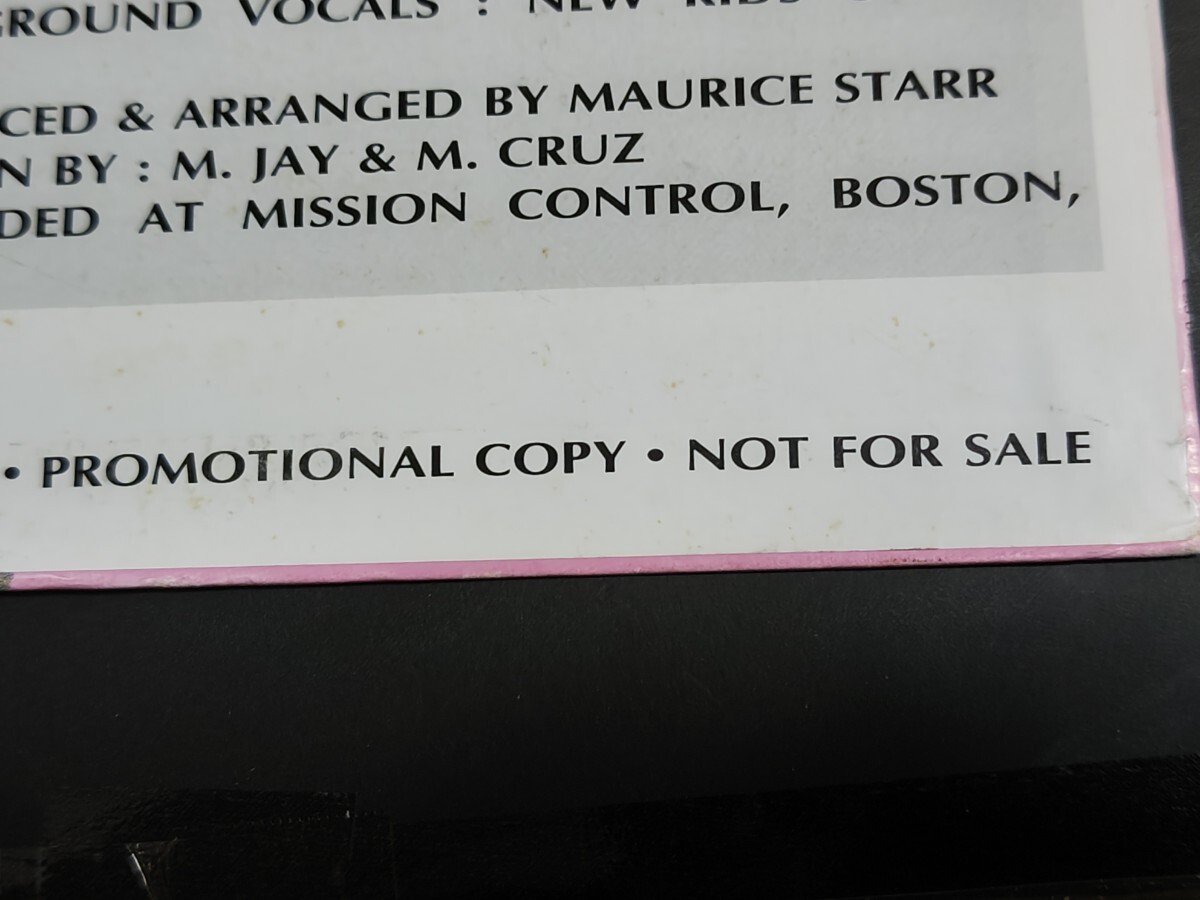 GROUND VOCALS : NEW KIDS
CED & ARRANGED BY MAURICE STARR
N BY : M. JAY & M. CRUZ
DED AT MISSION CONTROL, BOSTON,
• PROMOTIONAL COPY • NOT FOR SALE